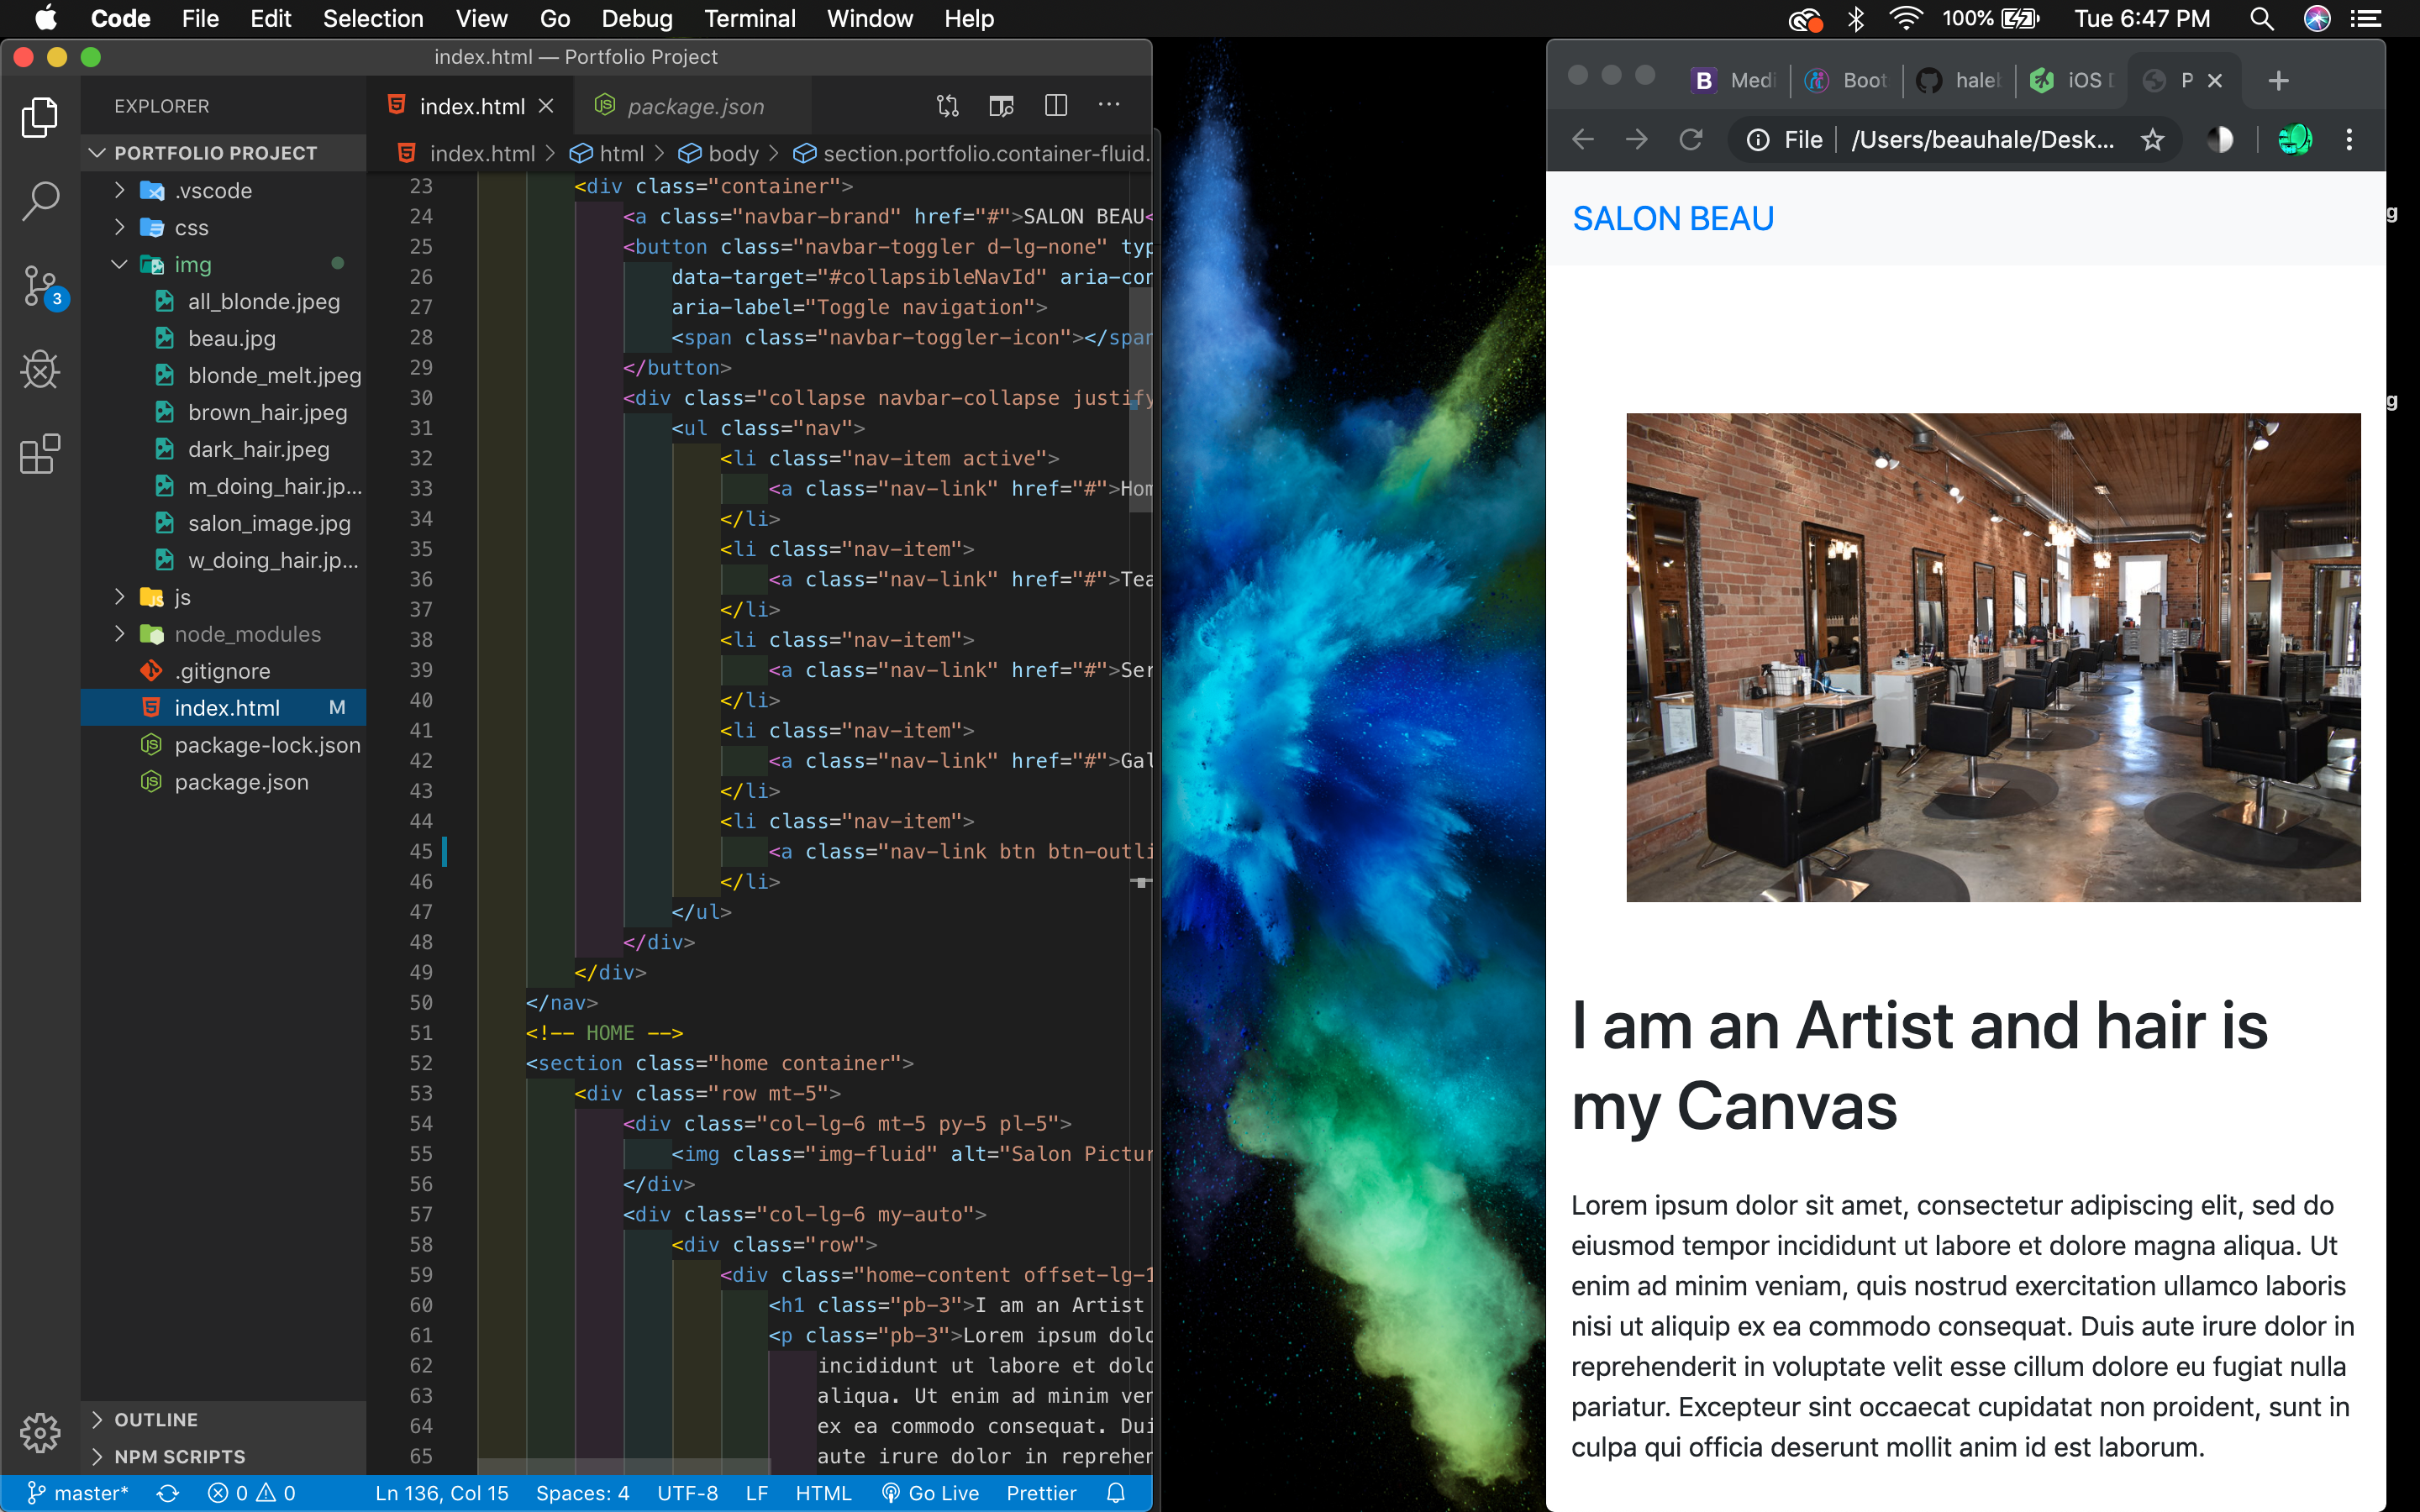 Code File Edit Selection View Go Debug Terminal Window Help
100% Tue 6:47 PM
index.html — Portfolio Project
EXPLORER
PORTFOLIO PROJECT
.vscode
css
img
all_blonde.jpeg
beau.jpg
blonde_melt.jpeg
brown_hair.jpeg
dark_hair.jpeg
m_doing_hair.jp...
salon_image.jpg
w_doing_hair.jp...
js
node_modules
.gitignore
index.html M
package-lock.json
package.json
OUTLINE
NPM SCRIPTS
3
index.html package.json
index.html > html > body > section.portfolio.container-fluid.
23 <div class="container">
24 <a class="navbar-brand" href="#">SALON BEAU<
25 <button class="navbar-toggler d-lg-none" typ
26 data-target="#collapsibleNavId" aria-con
27 aria-label="Toggle navigation">
28 <span class="navbar-toggler-icon"></span
29 </button>
30 <div class="collapse navbar-collapse justify
31 <ul class="nav">
32 <li class="nav-item active">
33 <a class="nav-link" href="#">Hom
34 </li>
35 <li class="nav-item">
36 <a class="nav-link" href="#">Tea
37 </li>
38 <li class="nav-item">
39 <a class="nav-link" href="#">Ser
40 </li>
41 <li class="nav-item">
42 <a class="nav-link" href="#">Gal
43 </li>
44 <li class="nav-item">
45 <a class="nav-link btn btn-outli
46 </li>
47 </ul>
48 </div>
49 </div>
50 </nav>
51 <!-- HOME -->
52 <section class="home container">
53 <div class="row mt-5">
54 <div class="col-lg-6 mt-5 py-5 pl-5">
55 <img class="img-fluid" alt="Salon Pictur
56 </div>
57 <div class="col-lg-6 my-auto">
58 <div class="row">
59 <div class="home-content offset-lg-1
60 <h1 class="pb-3">I am an Artist
61 <p class="pb-3">Lorem ipsum dolo
62 incididunt ut labore et dolo
63 aliqua. Ut enim ad minim ven
64 ex ea commodo consequat. Dui
65 aute irure dolor in reprehen
master* 0 0 Ln 136, Col 15 Spaces: 4 UTF-8 LF HTML Go Live Prettier
B Medi Boot haleb iOS D P
File /Users/beauhale/Desk...
SALON BEAU
g
g
I am an Artist and hair is
my Canvas
Lorem ipsum dolor sit amet, consectetur adipiscing elit, sed do
eiusmod tempor incididunt ut labore et dolore magna aliqua. Ut
enim ad minim veniam, quis nostrud exercitation ullamco laboris
nisi ut aliquip ex ea commodo consequat. Duis aute irure dolor in
reprehenderit in voluptate velit esse cillum dolore eu fugiat nulla
pariatur. Excepteur sint occaecat cupidatat non proident, sunt in
culpa qui officia deserunt mollit anim id est laborum.